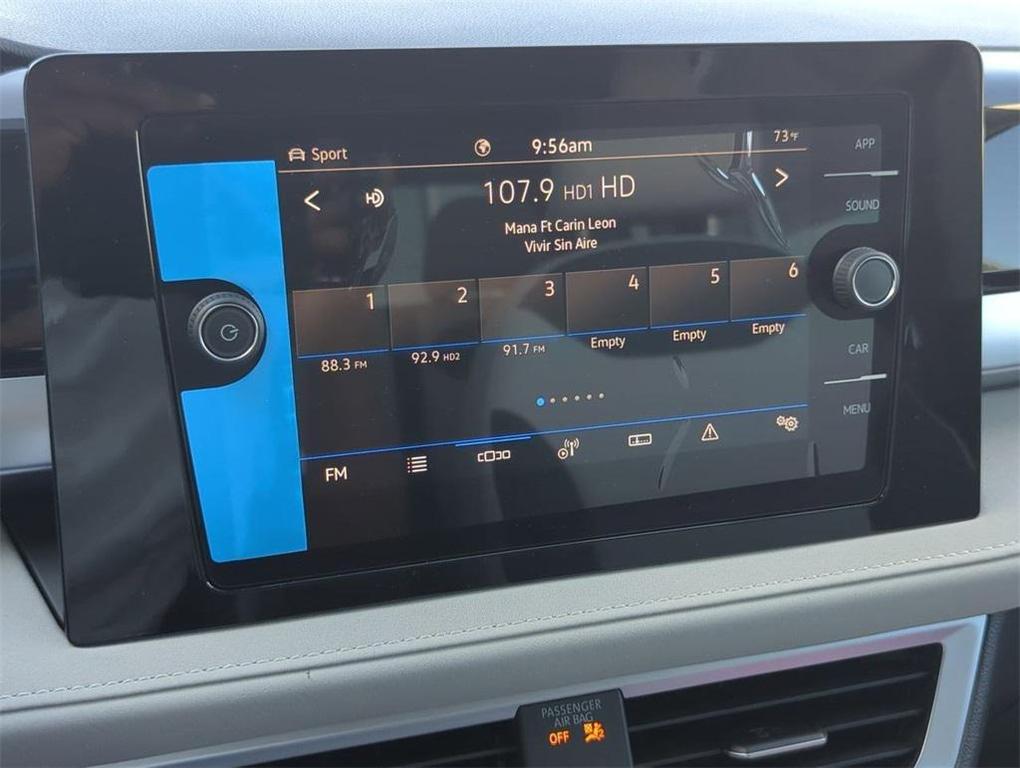 Sport 9:56am 73°F
APP
107.9 HD1 HD
SOUND
Mana Ft Carin Leon
Vivir Sin Aire
1 2 3 4 5 6
88.3 FM 92.9 HD2 91.7 FM Empty Empty Empty
CAR
MENU
FM
PASSENGER
AIR BAG
OFF